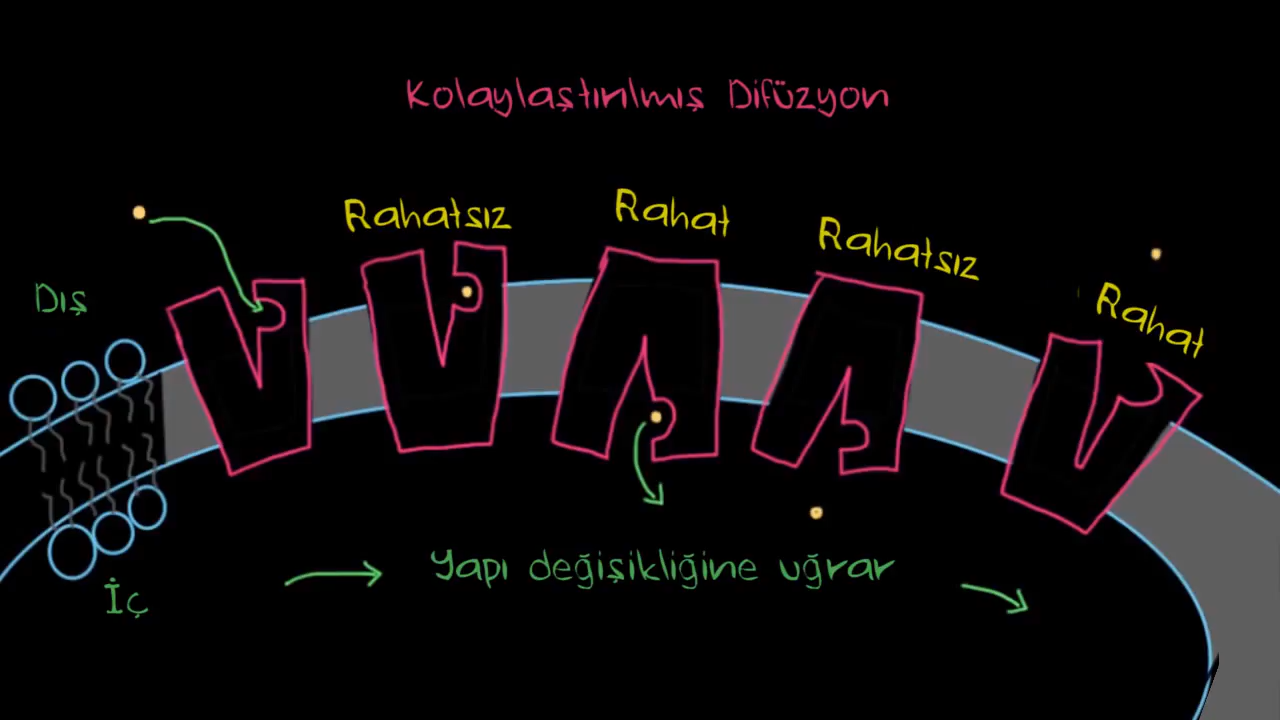 Kolaylaştırılmış Difüzyon
Rahatsız
Rahat
Rahatsız
Rahat
Dış
İç
Yapı değişikliğine uğrar